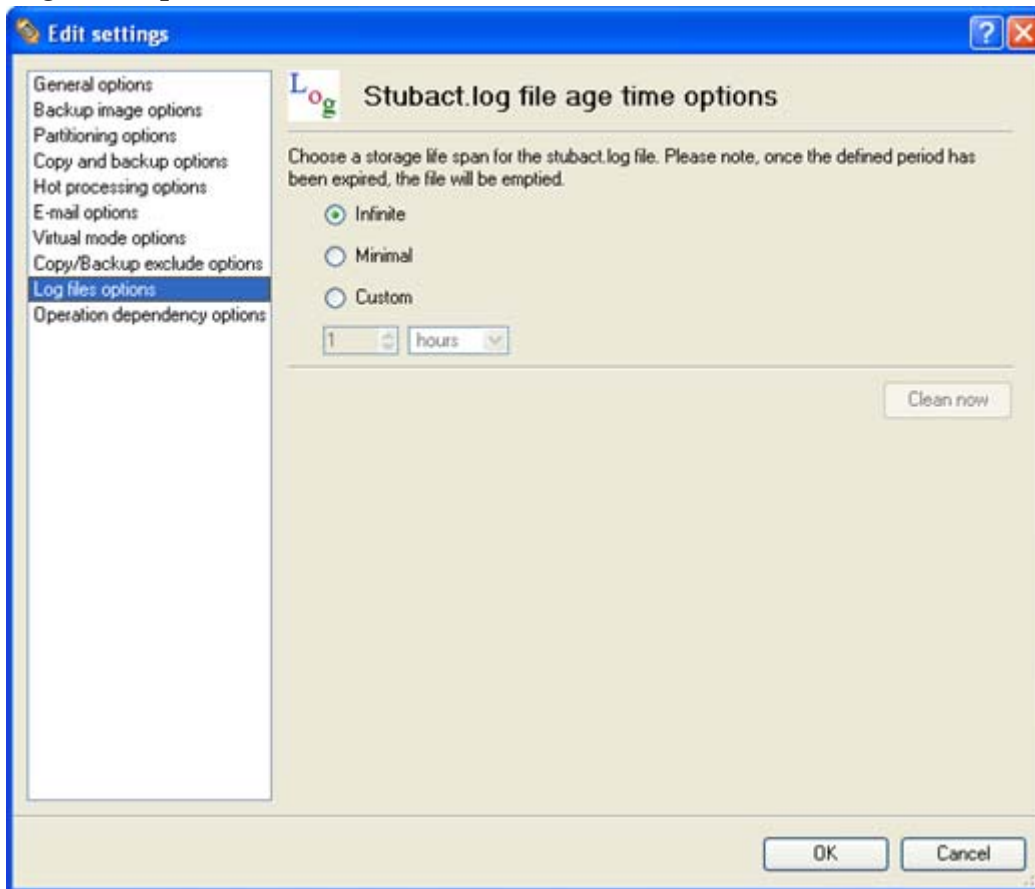 Edit settings
General options
Backup image options
Partitioning options
Copy and backup options
Hot processing options
E-mail options
Virtual mode options
Copy/Backup exclude options
Log files options
Operation dependency options
Log
Stubact.log file age time options
Choose a storage life span for the stubact.log file. Please note, once the defined period has
been expired, the file will be emptied.
Infinite
Minimal
Custom
1 hours
Clean now
OK Cancel